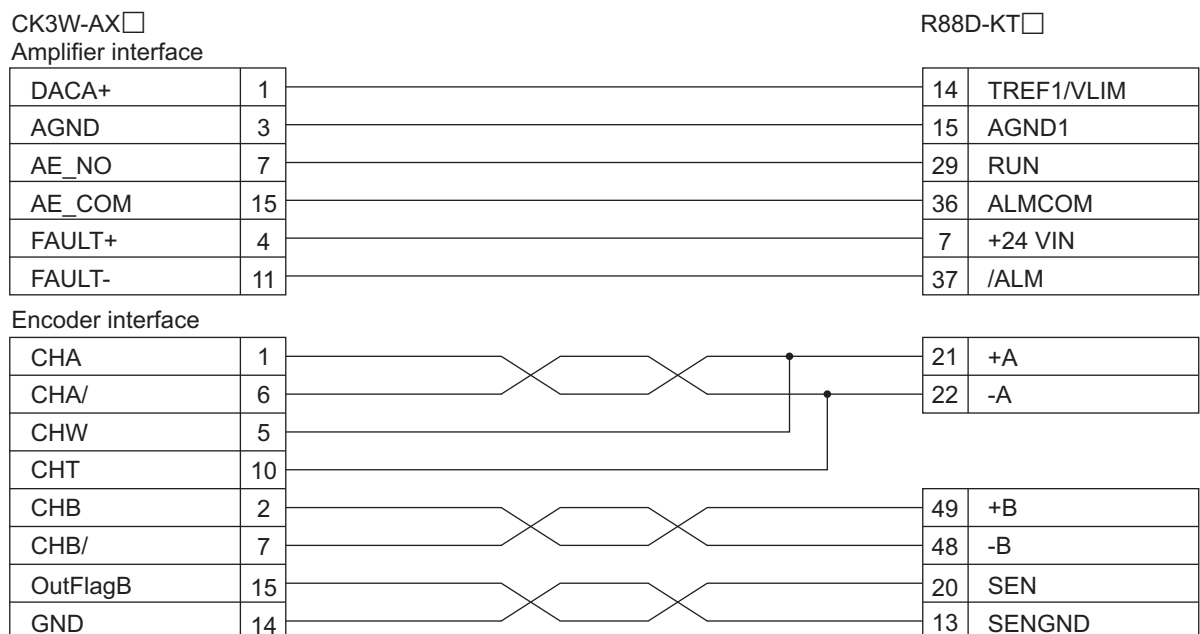 CK3W-AX□ R88D-KT□
Amplifier interface
DACA+ 1 14 TREF1/VLIM
AGND 3 15 AGND1
AE_NO 7 29 RUN
AE_COM 15 36 ALMCOM
FAULT+ 4 7 +24 VIN
FAULT- 11 37 /ALM
Encoder interface
CHA 1 21 +A
CHA/ 6 22 -A
CHW 5
CHT 10
CHB 2 49 +B
CHB/ 7 48 -B
OutFlagB 15 20 SEN
GND 14 13 SENGND